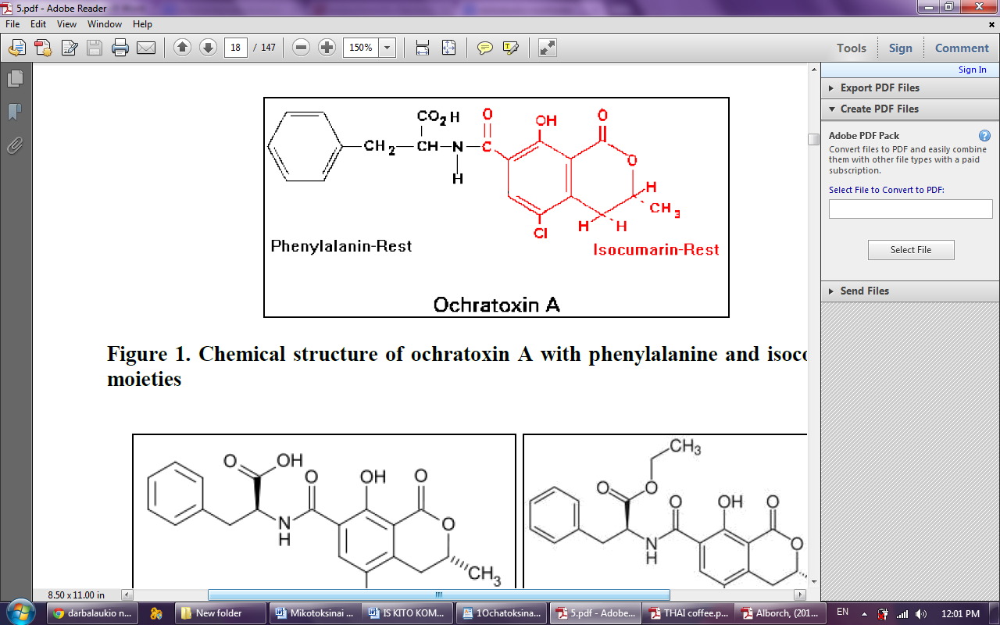 5.pdf - Adobe Reader
File Edit View Window Help
18 / 147
150%
Tools Sign Comment
Sign In
Export PDF Files
Create PDF Files
Adobe PDF Pack
Convert files to PDF and easily combine
them with other file types with a paid
subscription.
Select File to Convert to PDF:
Select File
Send Files
CO2H O OH O
CH2 CH N C O
H H
CH3
H H
Cl
Phenylalanin-Rest Isocumarin-Rest
Ochratoxin A
Figure 1. Chemical structure of ochratoxin A with phenylalanine and isoco
moieties
O OH O OH O
N O
H
CH3
CH3
O O O OH O
N O
H
8.50 x 11.00 in
darbalaukio n... New folder Mikotoksinai ... IS KITO KOM... 1Ochatoksina... 5.pdf - Adobe... THAI coffee.p... Alborch, (201... EN 12:01 PM